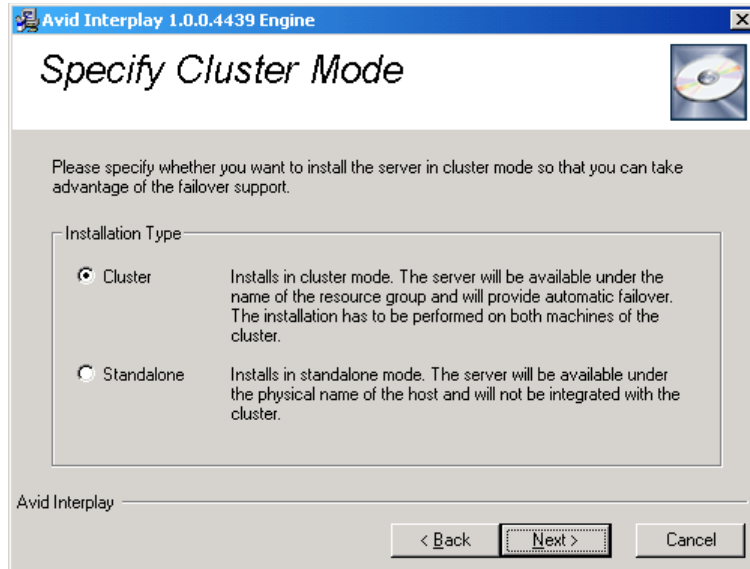 Avid Interplay 1.0.0.4439 Engine
Specify Cluster Mode
Please specify whether you want to install the server in cluster mode so that you can take
advantage of the failover support.
Installation Type
Cluster
Installs in cluster mode. The server will be available under the
name of the resource group and will provide automatic failover.
The installation has to be performed on both machines of the
cluster.
Standalone
Installs in standalone mode. The server will be available under
the physical name of the host and will not be integrated with the
cluster.
Avid Interplay
< Back
Next >
Cancel